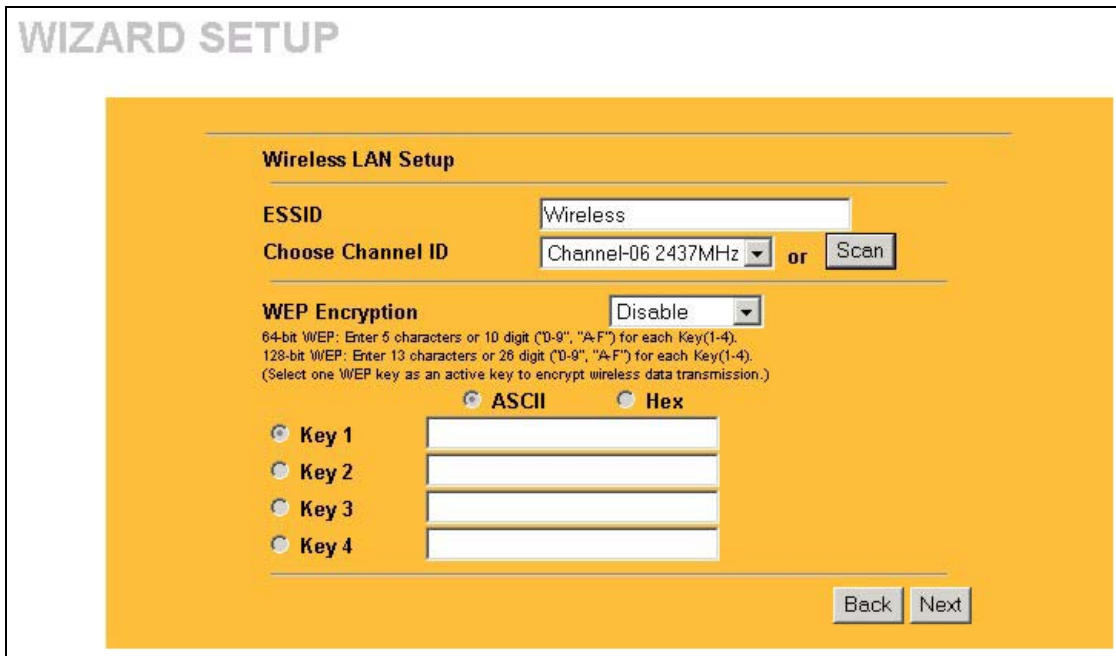 WIZARD SETUP
Wireless LAN Setup
ESSID Wireless
Choose Channel ID Channel-06 2437MHz or Scan
WEP Encryption Disable
64-bit WEP: Enter 5 characters or 10 digit ("0-9", "A-F") for each Key(1-4).
128-bit WEP: Enter 13 characters or 26 digit ("0-9", "A-F") for each Key(1-4).
(Select one WEP key as an active key to encrypt wireless data transmission.)
ASCII Hex
Key 1
Key 2
Key 3
Key 4
Back Next